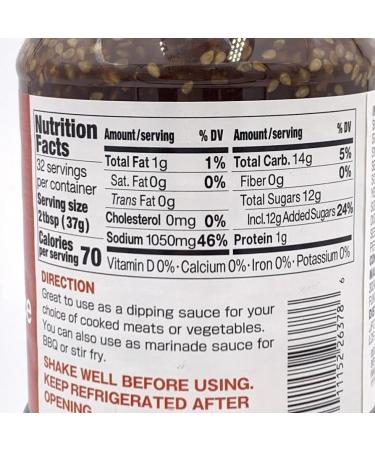 Nutrition
Facts
32 servings
per container
Serving size
2 tbsp (37g)
Calories
per serving 70
Amount/serving % DV
Total Fat 1g 1%
Sat. Fat 0g 0%
Trans Fat 0g
Cholesterol 0mg 0%
Sodium 1050mg 46%
Amount/serving % DV
Total Carb. 14g 5%
Fiber 0g 0%
Total Sugars 12g
Incl. 12g Added Sugars 24%
Protein 1g
Vitamin D 0% · Calcium 0% · Iron 0% · Potassium 0%
DIRECTION
Great to use as a dipping sauce for your
choice of cooked meats or vegetables.
You can also use as marinade sauce for
BBQ or stir fry.
SHAKE WELL BEFORE USING.
KEEP REFRIGERATED AFTER
OPENING.
e